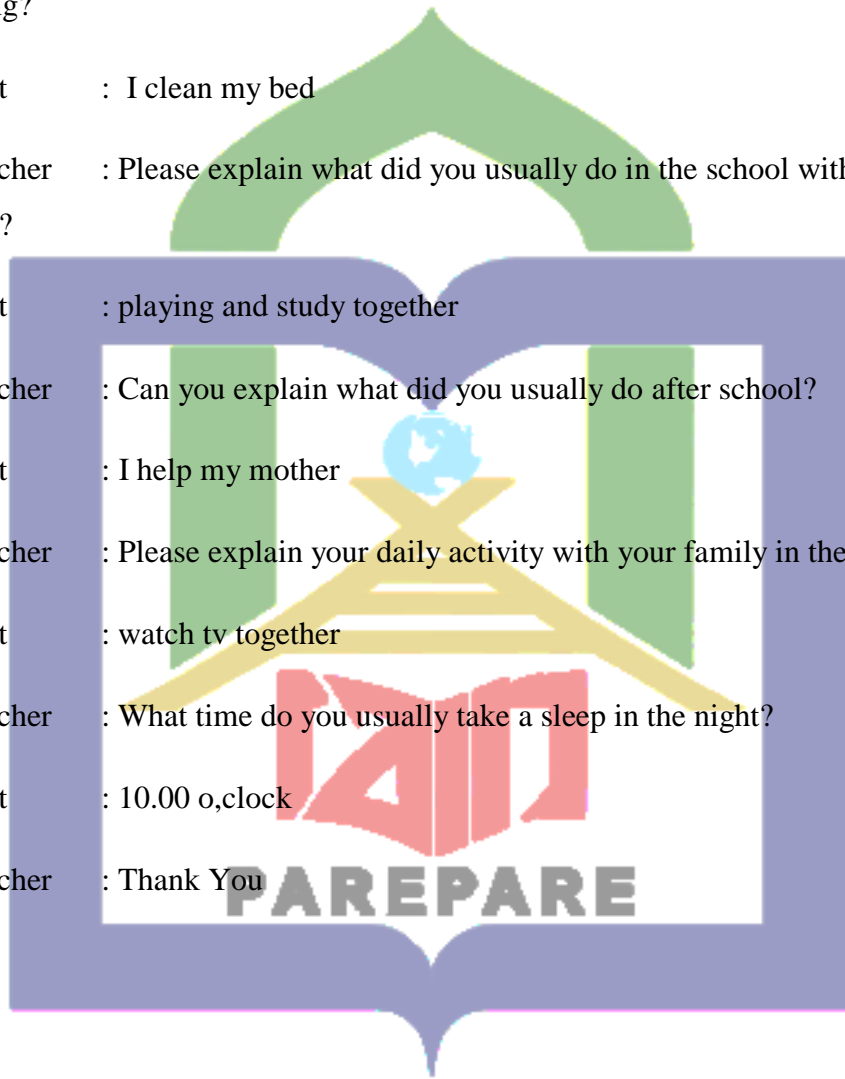 g?
t : I clean my bed
cher : Please explain what did you usually do in the school with
?
t : playing and study together
cher : Can you explain what did you usually do after school?
t : I help my mother
cher : Please explain your daily activity with your family in the
t : watch tv together
cher : What time do you usually take a sleep in the night?
t : 10.00 o,clock
cher : Thank You
iain
PAREPARE